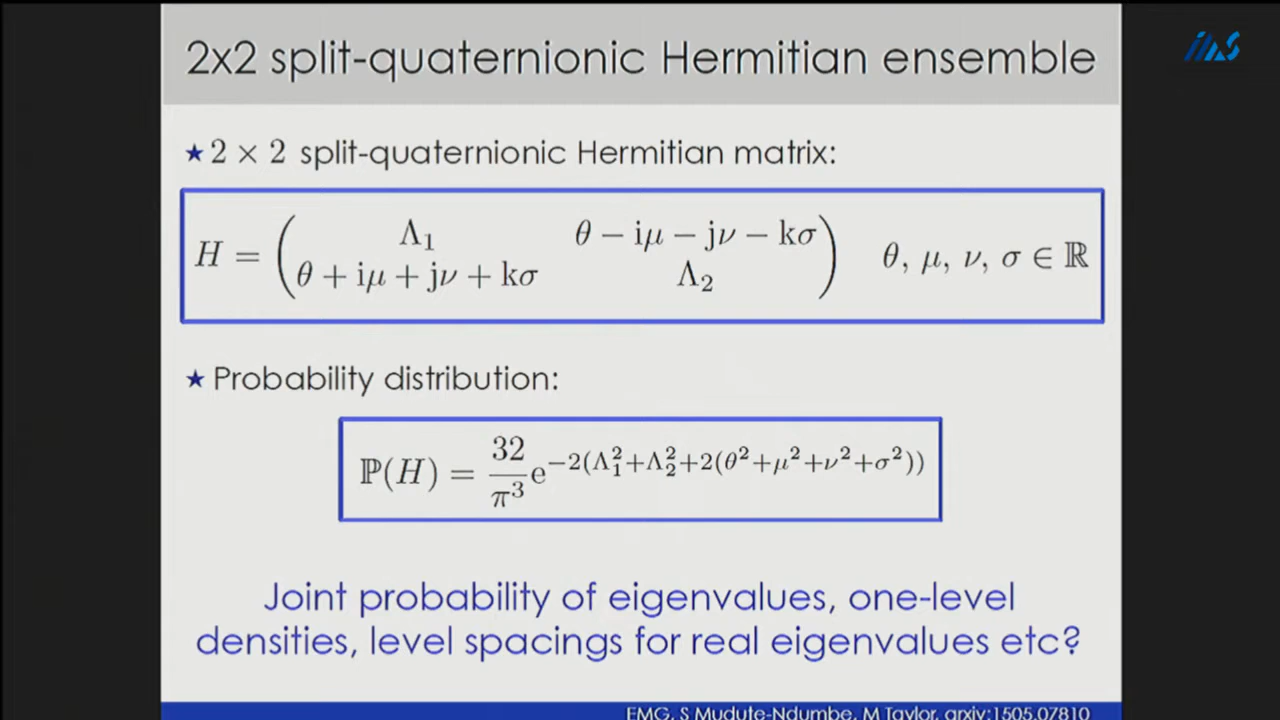 2x2 split-quaternionic Hermitian ensemble
★ 2 × 2 split-quaternionic Hermitian matrix:
H = ( Λ₁ θ − iμ − jν − kσ
θ + iμ + jν + kσ Λ₂ ) θ, μ, ν, σ ∈ ℝ
★ Probability distribution:
ℙ(H) = 32/π³ e^{−2(Λ₁²+Λ₂²+2(θ²+μ²+ν²+σ²))}
Joint probability of eigenvalues, one-level
densities, level spacings for real eigenvalues etc?
EMG, S Mudute-Ndumbe, M Taylor, arxiv:1505.07810